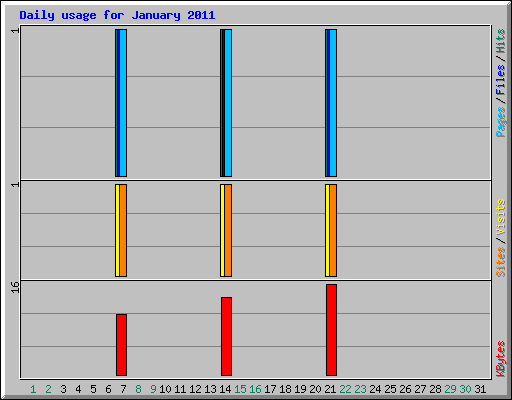 Daily usage for January 2011
1
Pages/Files/Hits
1
Sites/Visits
16
KBytes
1 2 3 4 5 6 7 8 9 10 11 12 13 14 15 16 17 18 19 20 21 22 23 24 25 26 27 28 29 30 31